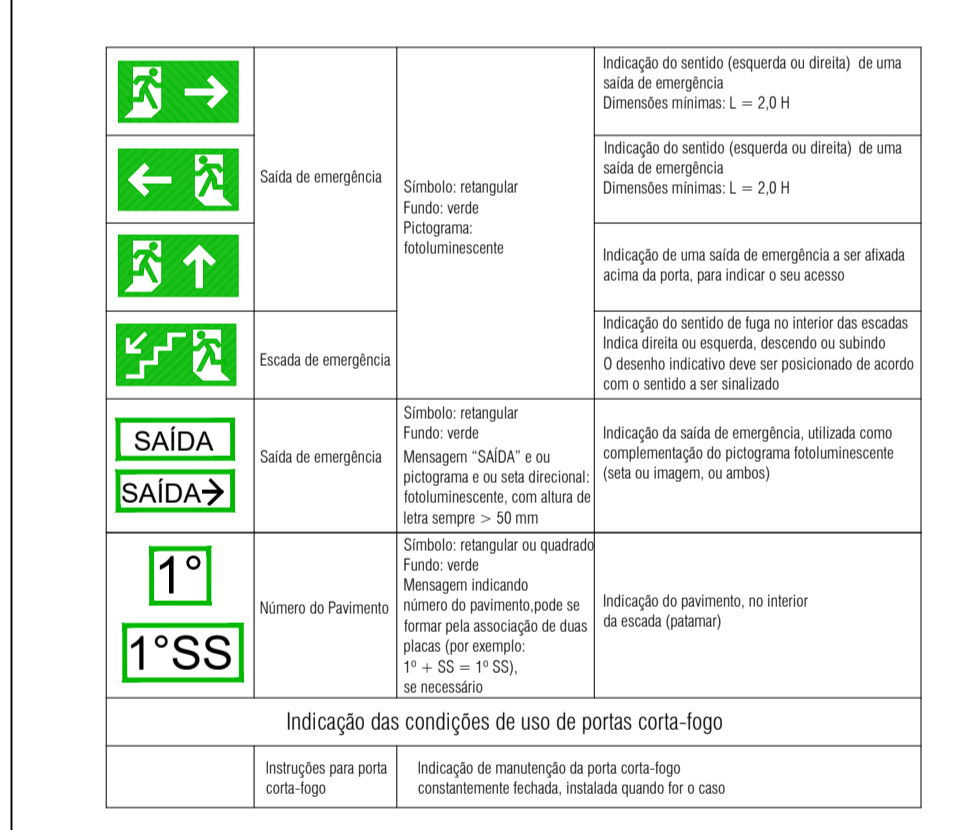 Saída de emergência
Símbolo: retangular
Fundo: verde
Pictograma:
fotoluminescente
Indicação do sentido (esquerda ou direita) de uma
saída de emergência
Dimensões mínimas: L = 2,0 H
Indicação do sentido (esquerda ou direita) de uma
saída de emergência
Dimensões mínimas: L = 2,0 H
Indicação de uma saída de emergência a ser afixada
acima da porta, para indicar o seu acesso
Escada de emergência
Indicação do sentido de fuga no interior das escadas
Indica direita ou esquerda, descendo ou subindo
O desenho indicativo deve ser posicionado de acordo
com o sentido a ser sinalizado
SAÍDA
SAÍDA→
Saída de emergência
Símbolo: retangular
Fundo: verde
Mensagem “SAÍDA” e ou
pictograma e ou seta direcional:
fotoluminescente, com altura de
letra sempre > 50 mm
Indicação da saída de emergência, utilizada como
complementação do pictograma fotoluminescente
(seta ou imagem, ou ambos)
1°
1°SS
Número do Pavimento
Símbolo: retangular ou quadrado
Fundo: verde
Mensagem indicando
número do pavimento,pode se
formar pela associação de duas
placas (por exemplo:
1º + SS = 1º SS),
se necessário
Indicação do pavimento, no interior
da escada (patamar)
Indicação das condições de uso de portas corta-fogo
Instruções para porta
corta-fogo
Indicação de manutenção da porta corta-fogo
constantemente fechada, instalada quando for o caso